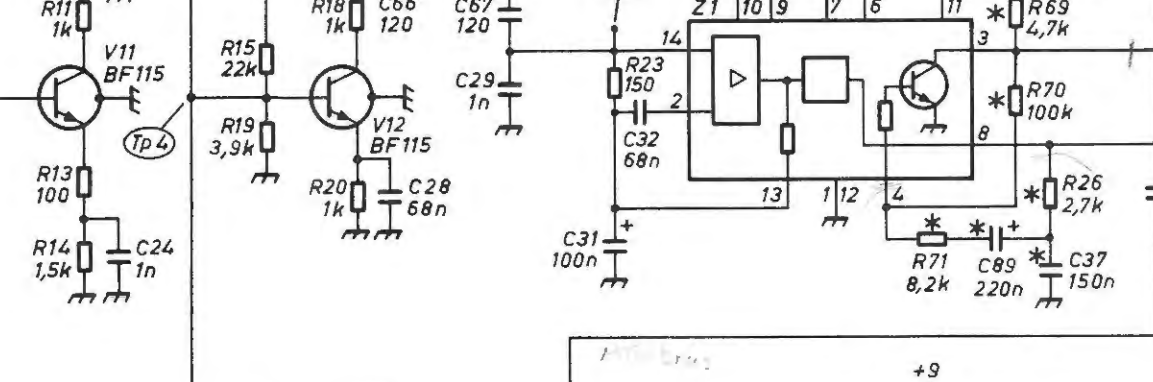 R11
1k
R18
1k
C66
120
C67
120
Z1
10
9
7
6
11
*
R69
4,7k
V11
BF115
R15
22k
C29
1n
14
R23
150
3
*
R70
100k
Tp 4
R19
3,9k
V12
BF115
C32
68n
2
8
R13
100
R20
1k
C28
68n
13
1
12
4
*
R26
2,7k
R14
1,5k
C24
1n
C31
100n
+
*
R71
8,2k
*
+
C89
220n
*
C37
150n
+9